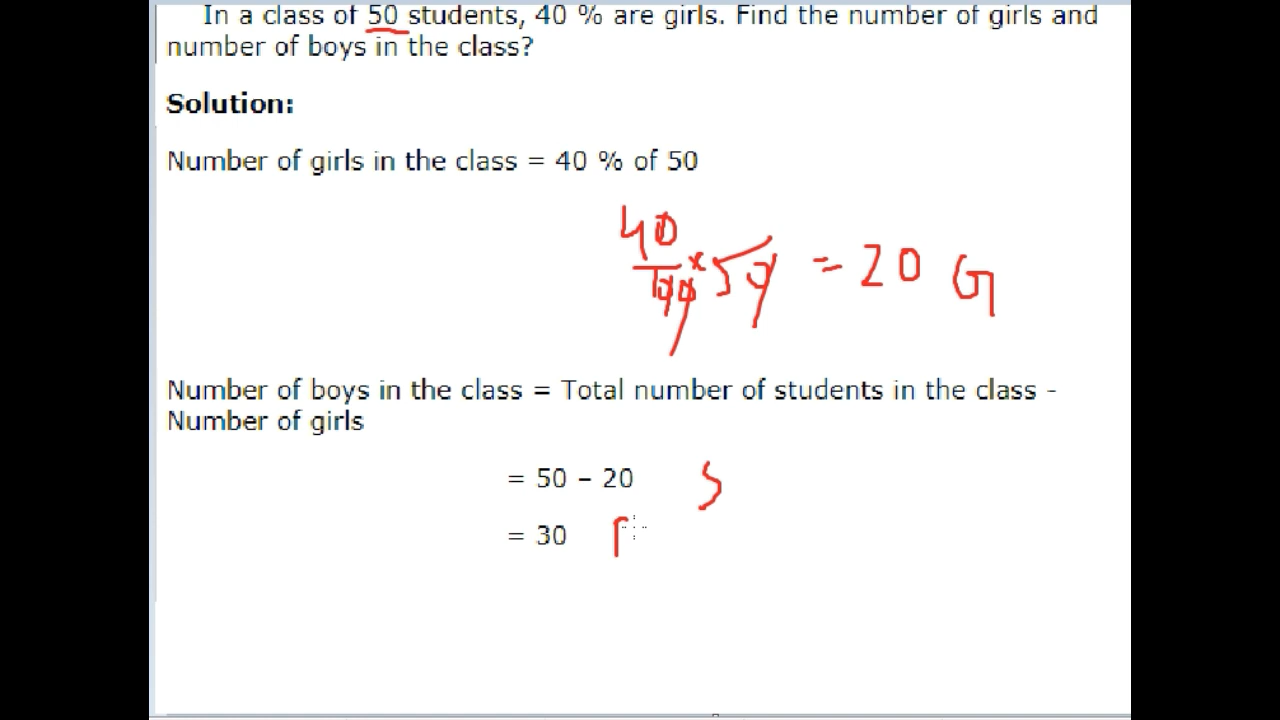 In a class of 50 students, 40 % are girls. Find the number of girls and
number of boys in the class?
Solution:
Number of girls in the class = 40 % of 50
40
100 × 50 = 20 G
Number of boys in the class = Total number of students in the class -
Number of girls
= 50 – 20
= 30